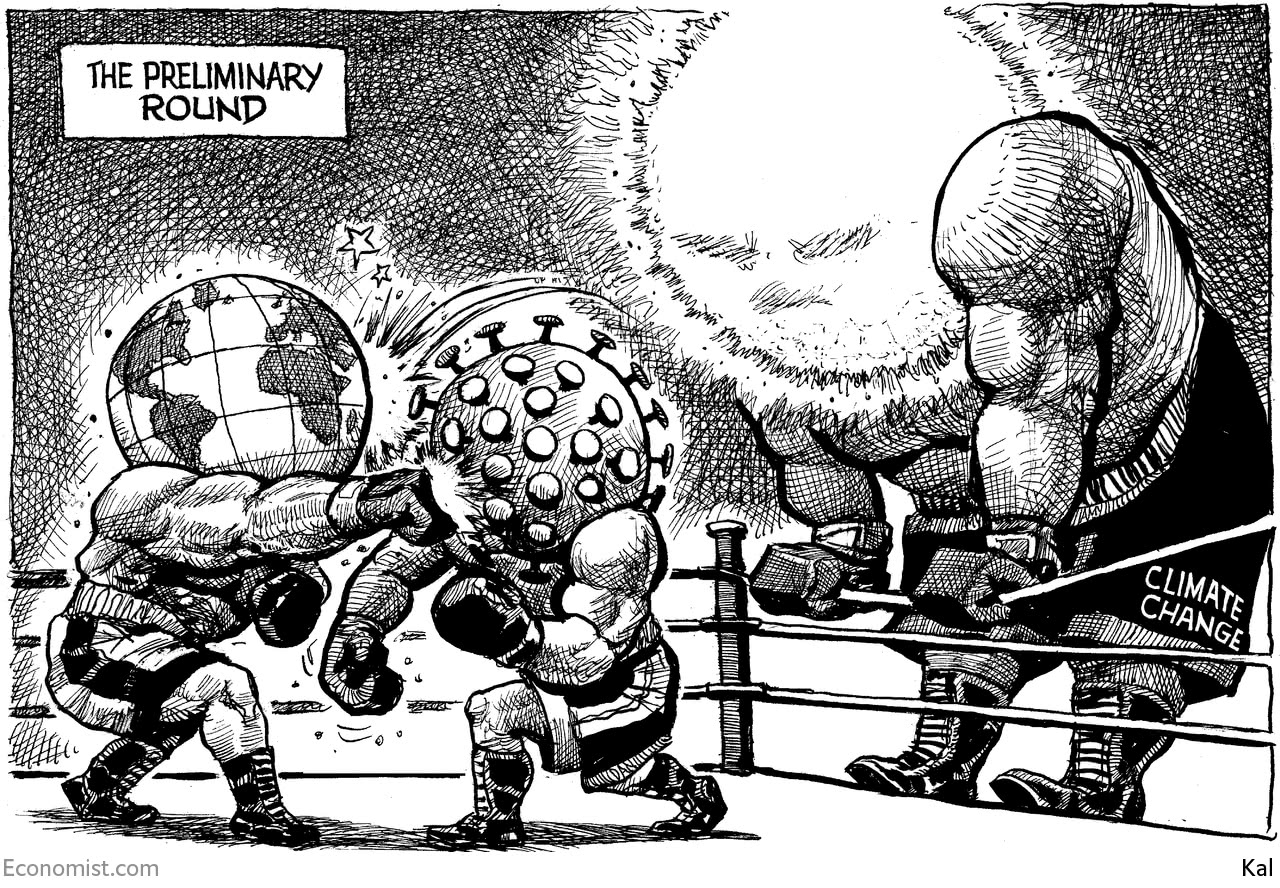 THE PRELIMINARY
ROUND
CLIMATE
CHANGE
Economist.com
Kal